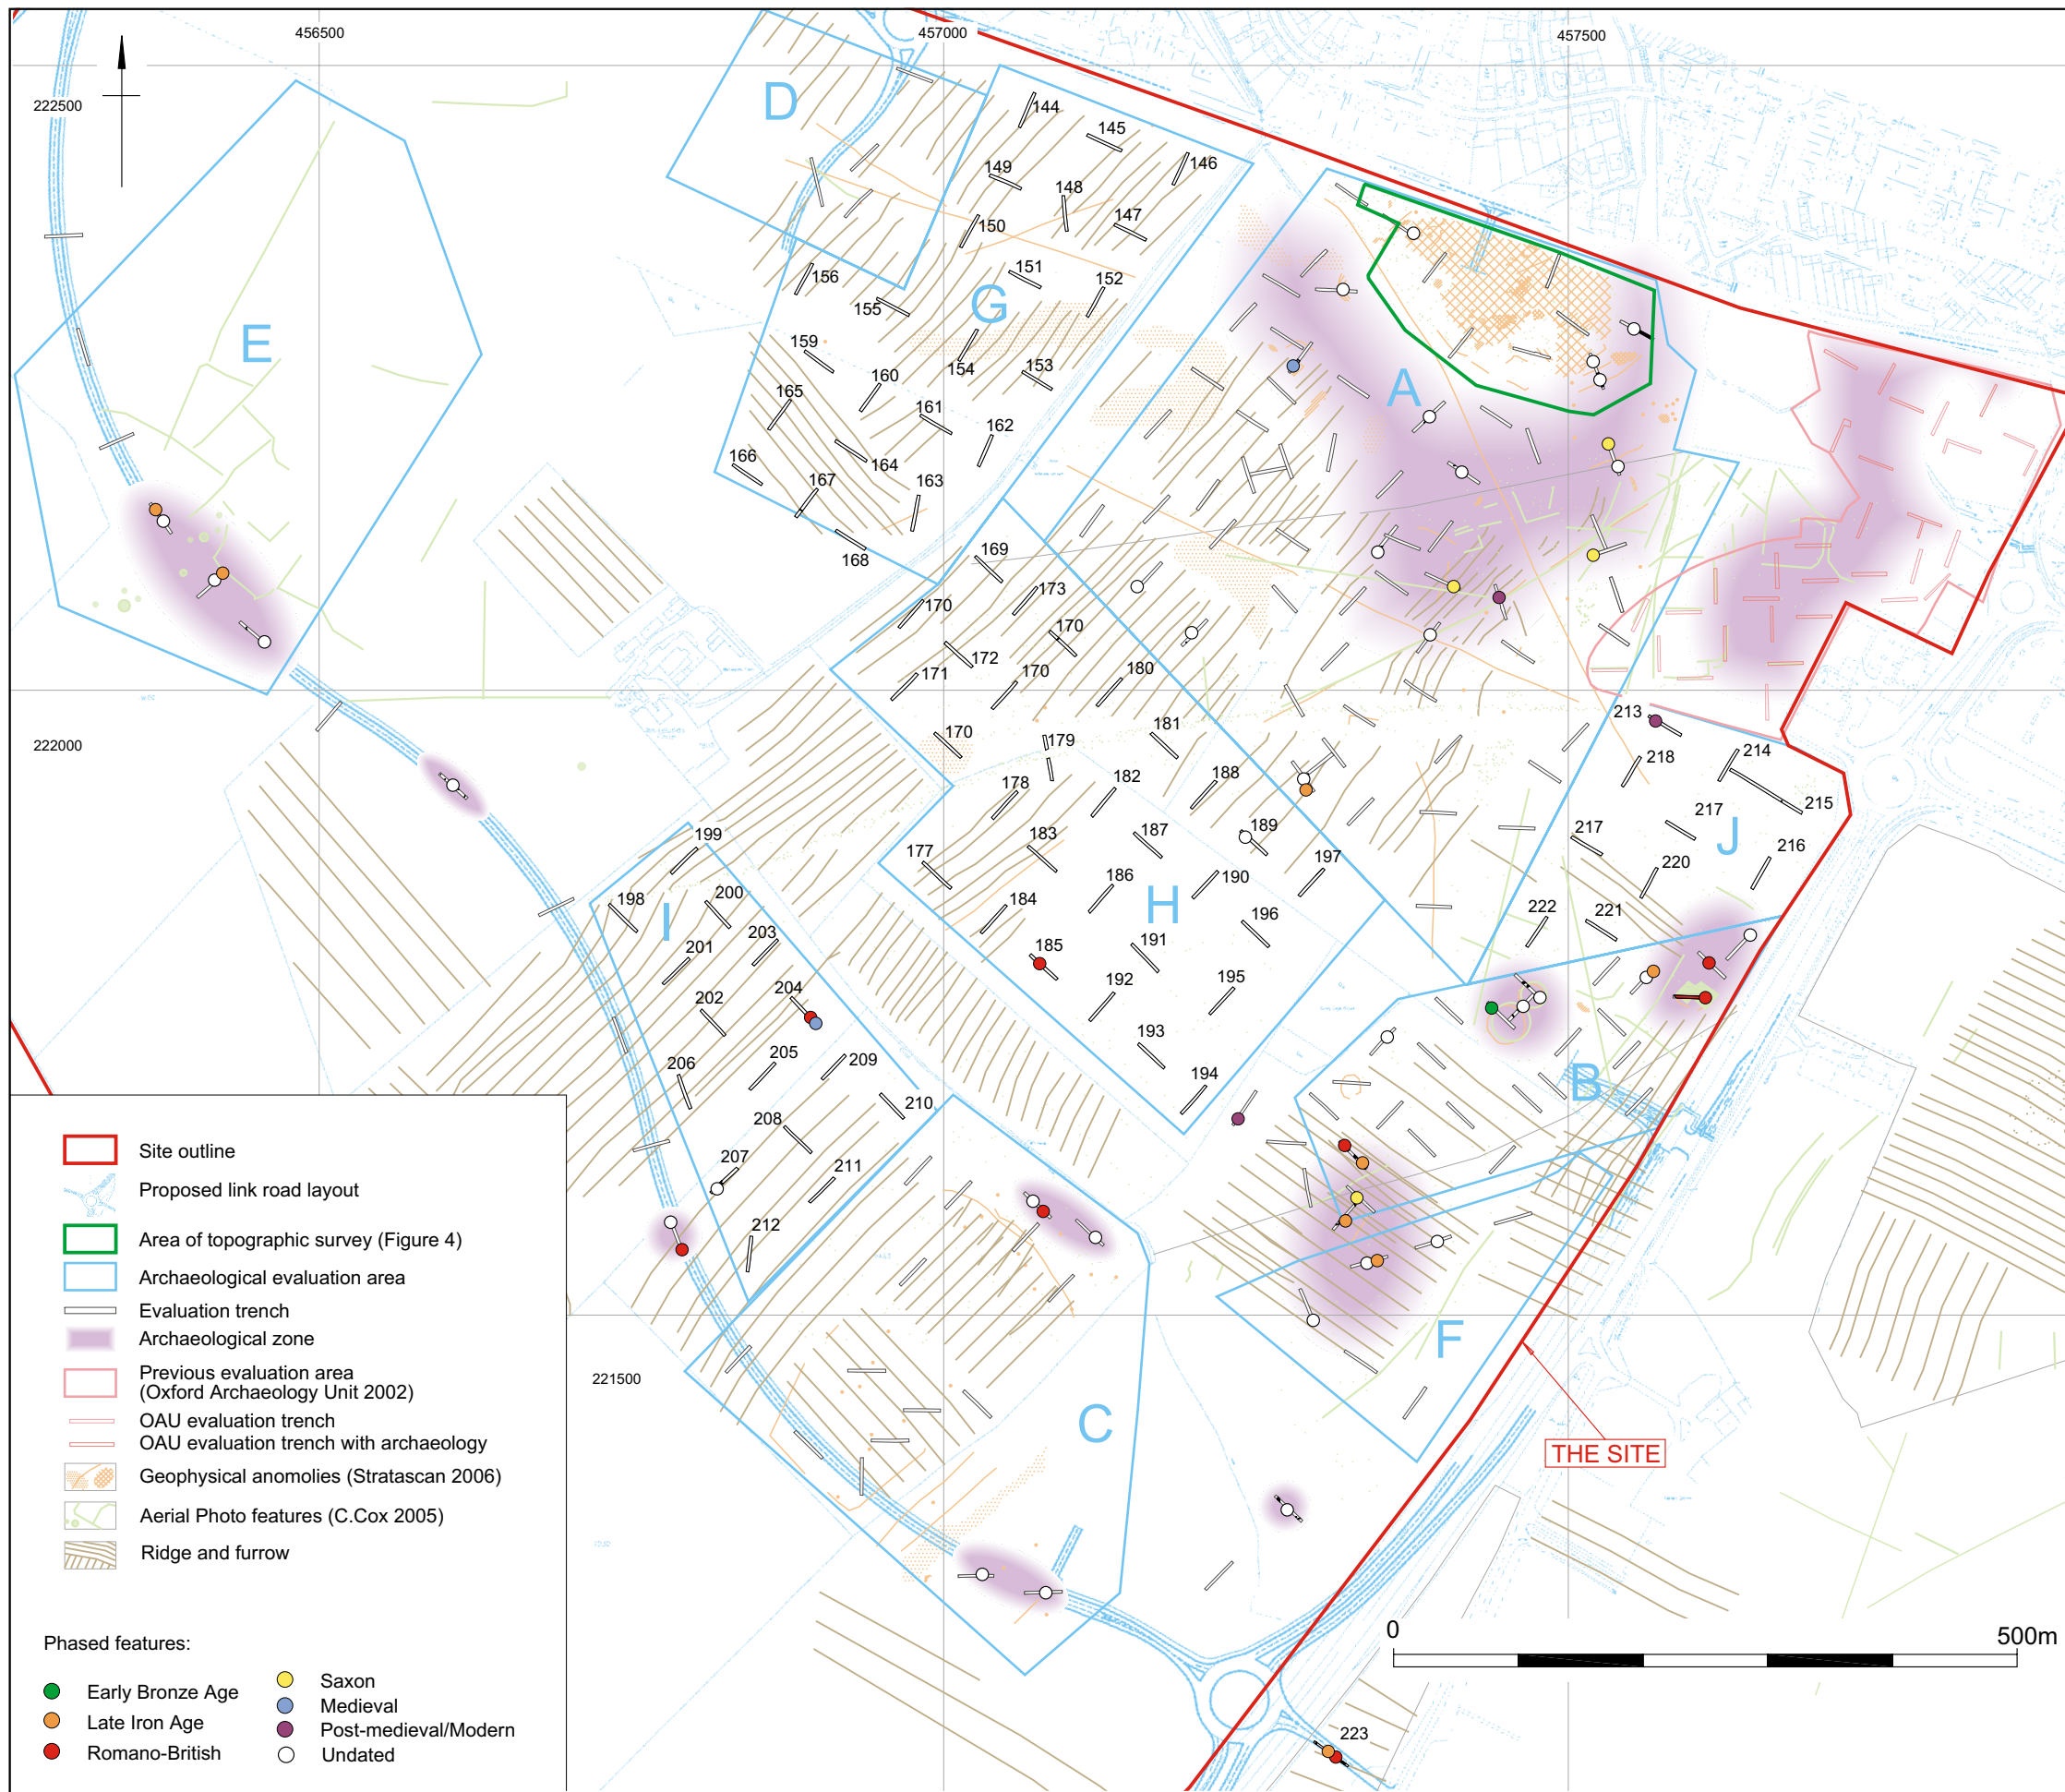 456500
457000
457500
222500
D
144
145
146
149
148
147
150
151
152
156
155
G
E
159
154
153
160
165
161
162
A
166
164
167
163
168
169
170
173
170
172
171
170
180
170
179
181
213
222000
218
214
178
182
188
215
217
J
199
183
187
189
217
216
177
197
186
190
220
198
200
I
184
H
196
222
221
201
203
185
191
204
192
195
202
193
206
205
209
B
194
210
208
207
211
212
F
221500
C
THE SITE
0
500m
223
Site outline
Proposed link road layout
Area of topographic survey (Figure 4)
Archaeological evaluation area
Evaluation trench
Archaeological zone
Previous evaluation area
(Oxford Archaeology Unit 2002)
OAU evaluation trench
OAU evaluation trench with archaeology
Geophysical anomolies (Stratascan 2006)
Aerial Photo features (C.Cox 2005)
Ridge and furrow
Phased features:
Early Bronze Age
Late Iron Age
Romano-British
Saxon
Medieval
Post-medieval/Modern
Undated